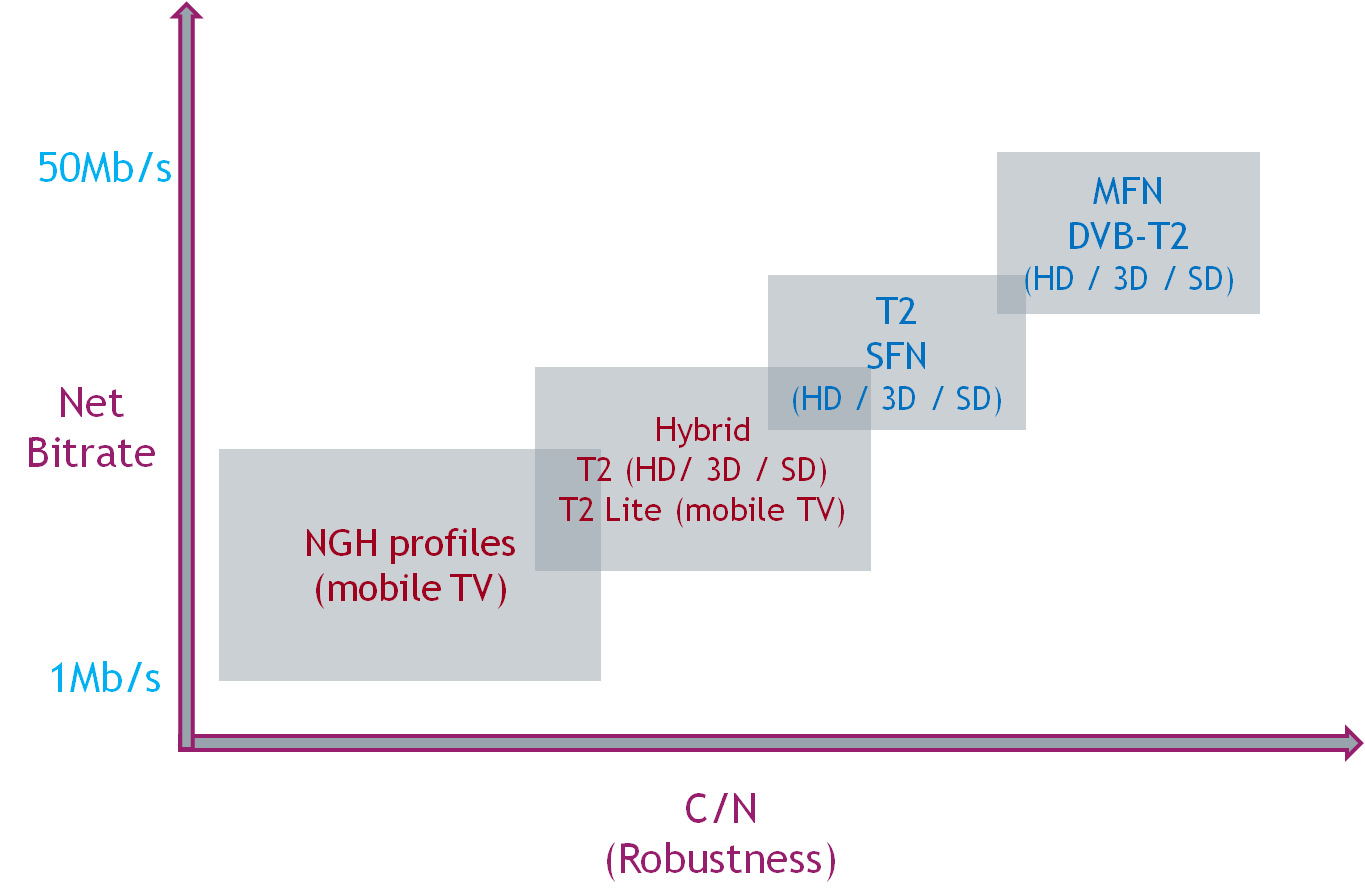 50Mb/s
MFN
DVB-T2
(HD / 3D / SD)
T2
SFN
(HD / 3D / SD)
Net
Bitrate
Hybrid
T2 (HD/ 3D / SD)
T2 Lite (mobile TV)
NGH profiles
(mobile TV)
1Mb/s
C/N
(Robustness)